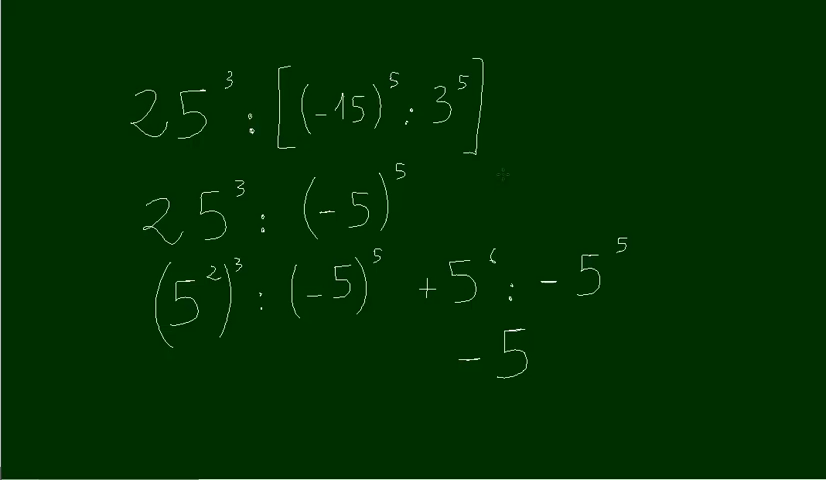 25³ : [(-15)⁵ : 3⁵]
25³ : (-5)⁵
(5²)³ : (-5)⁵ +5⁶ : -5⁵
-5